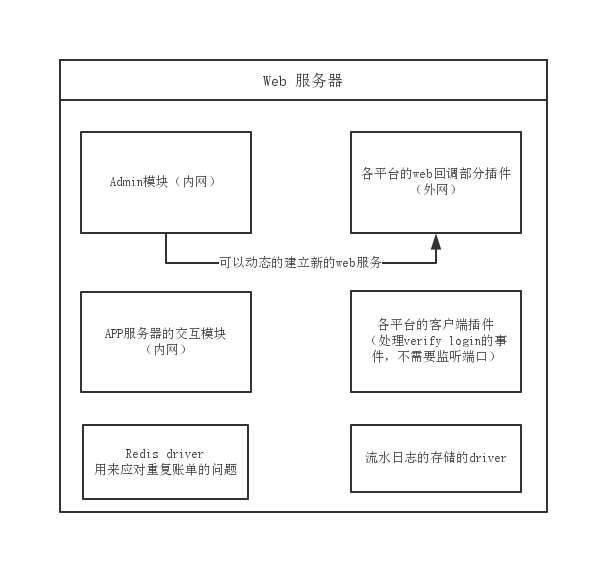 Web 服务器
Admin模块（内网）
各平台的web回调部分插件
（外网）
可以动态的建立新的web服务
APP服务器的交互模块
（内网）
各平台的客户端插件
（处理verify login的事
件，不需要监听端口）
Redis driver
用来应对重复账单的问题
流水日志的存储的driver